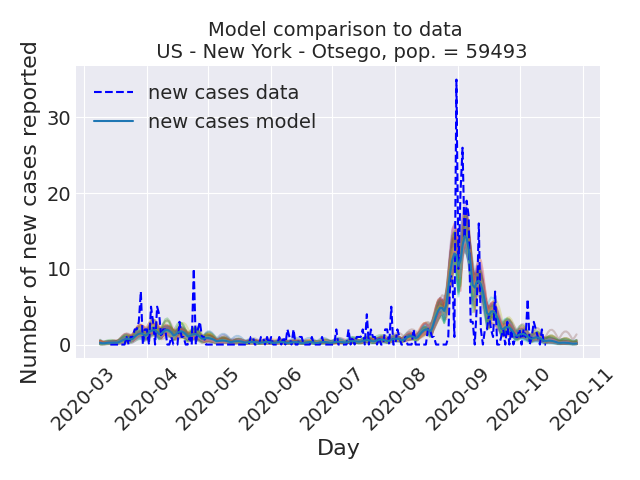 Model comparison to data
US - New York - Otsego, pop. = 59493
Number of new cases reported
new cases data
new cases model
30
20
10
0
2020-03
2020-04
2020-05
2020-06
2020-07
2020-08
2020-09
2020-10
2020-11
Day